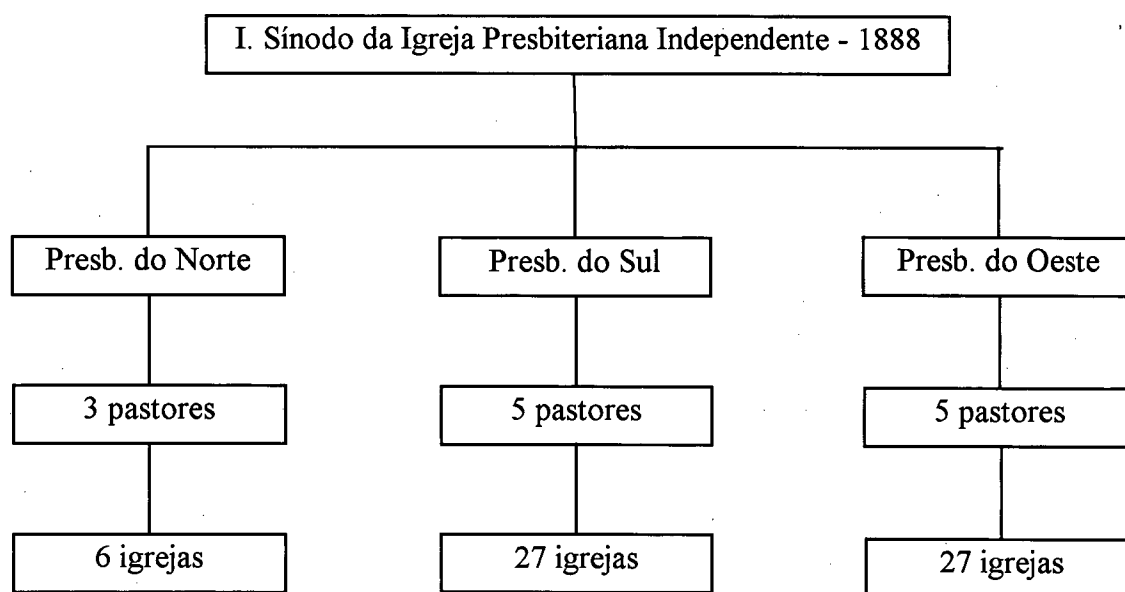 I. Sínodo da Igreja Presbiteriana Independente - 1888
Presb. do Norte
Presb. do Sul
Presb. do Oeste
3 pastores
5 pastores
5 pastores
6 igrejas
27 igrejas
27 igrejas